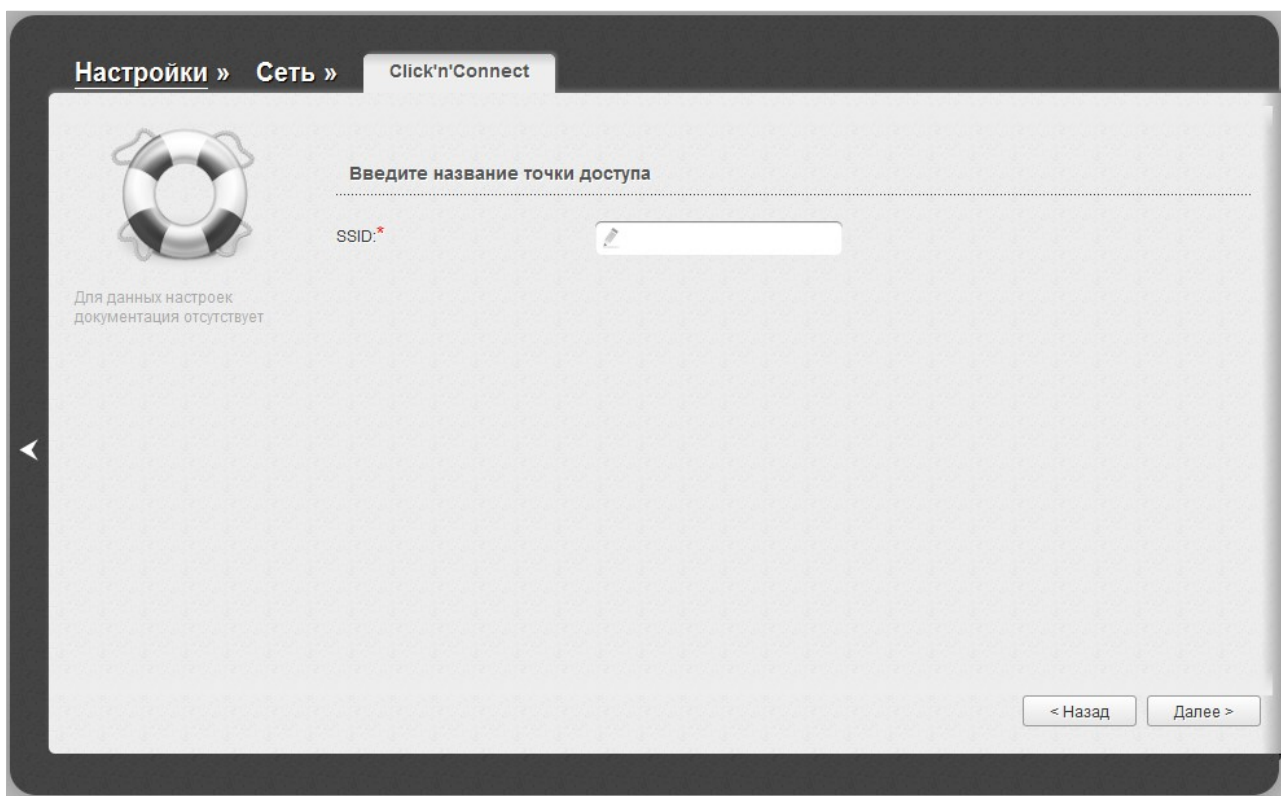 Настройки » Сеть » Click'n'Connect
Введите название точки доступа
SSID:*
Для данных настроек
документация отсутствует
< Назад Далее >